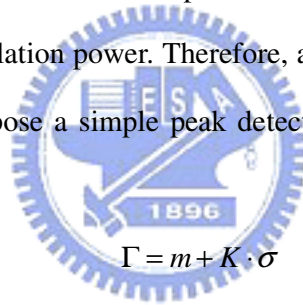 lation power. Therefore, a
pose a simple peak detect
E S A
1896
Γ = m + K · σ